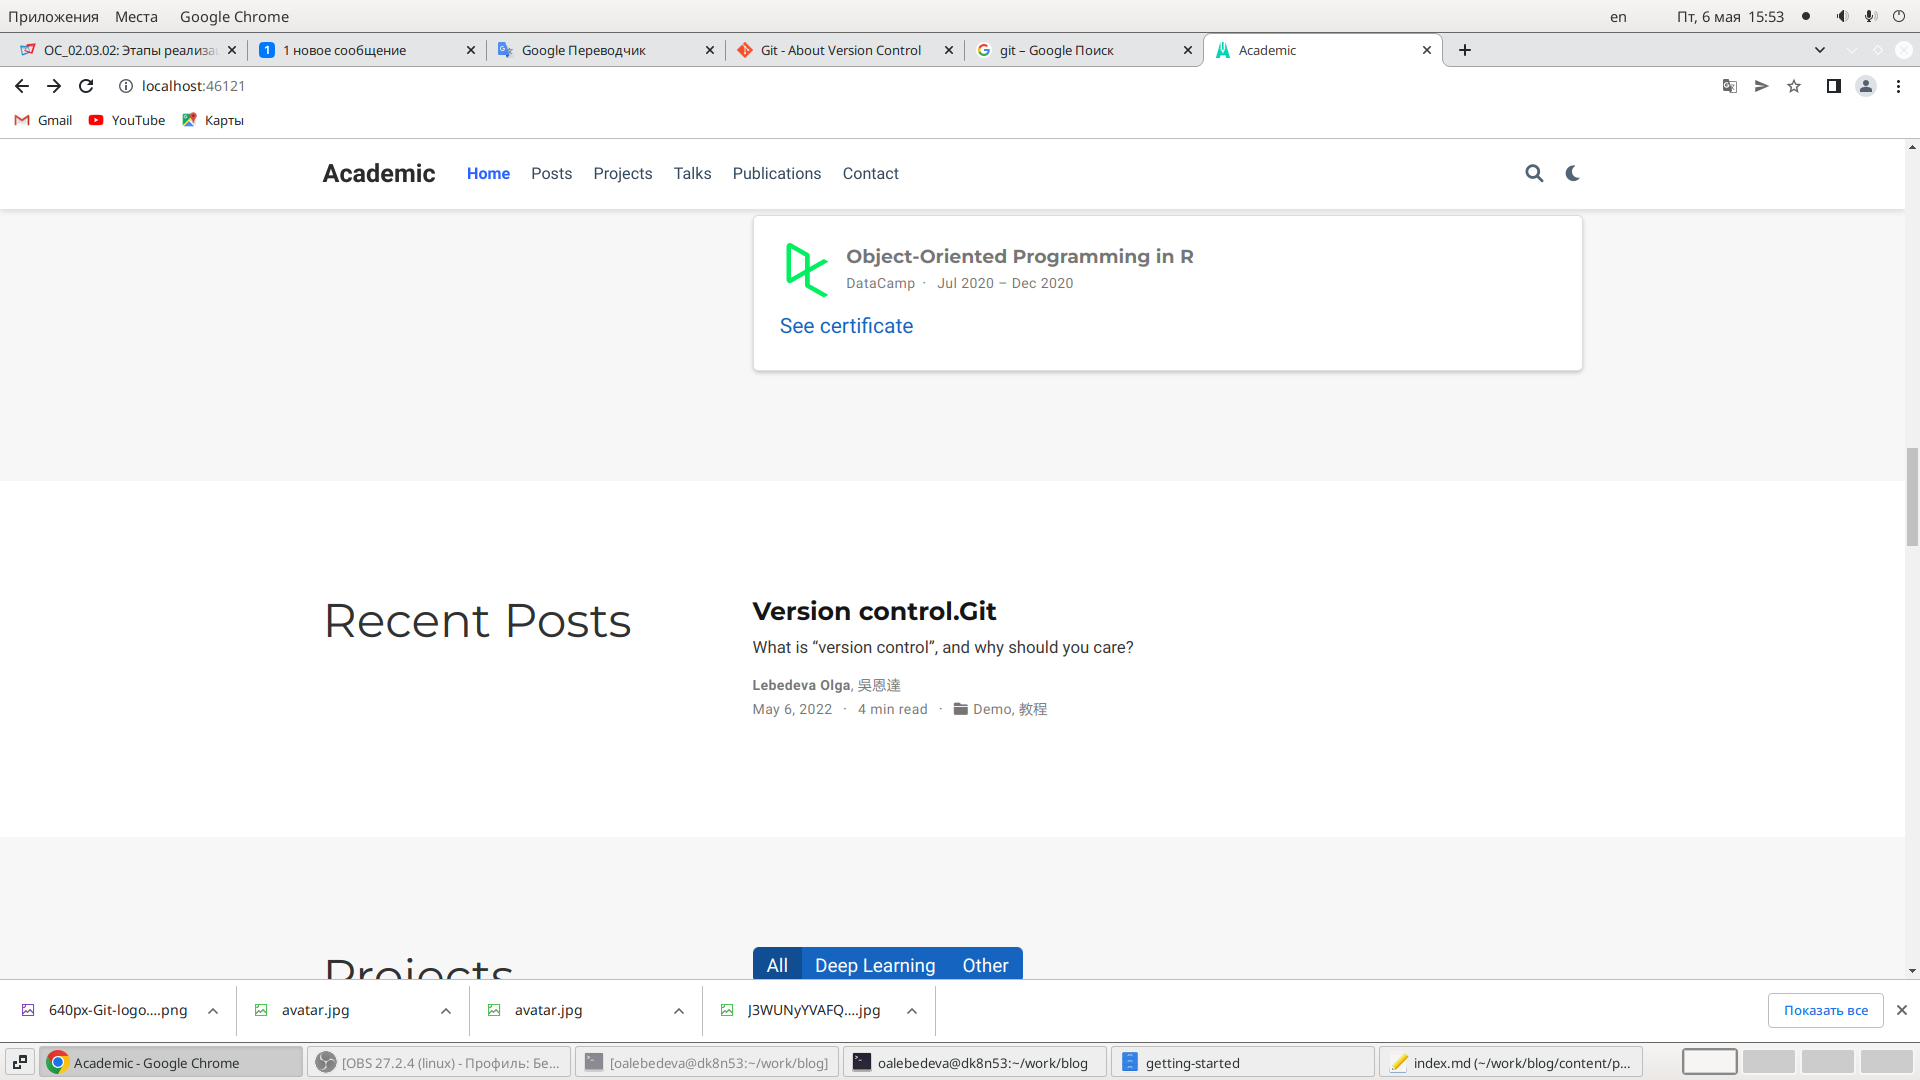 Приложения Места Google Chrome en Пт, 6 мая 15:53
ОС_02.03.02: Этапы реализа 1 новое сообщение Google Переводчик Git - About Version Control git – Google Поиск Academic
localhost:46121
Gmail YouTube Карты
Academic Home Posts Projects Talks Publications Contact
Object-Oriented Programming in R
DataCamp · Jul 2020 – Dec 2020
See certificate
Recent Posts
Version control.Git
What is “version control”, and why should you care?
Lebedeva Olga, 吳恩達
May 6, 2022 · 4 min read · Demo, 教程
Projects
All Deep Learning Other
640px-Git-logo....png avatar.jpg avatar.jpg J3WUNyYVAFQ....jpg Показать все
Academic - Google Chrome [OBS 27.2.4 (linux) - Профиль: Бе... [oalebedeva@dk8n53:~/work/blog] oalebedeva@dk8n53:~/work/blog getting-started index.md (~/work/blog/content/p...